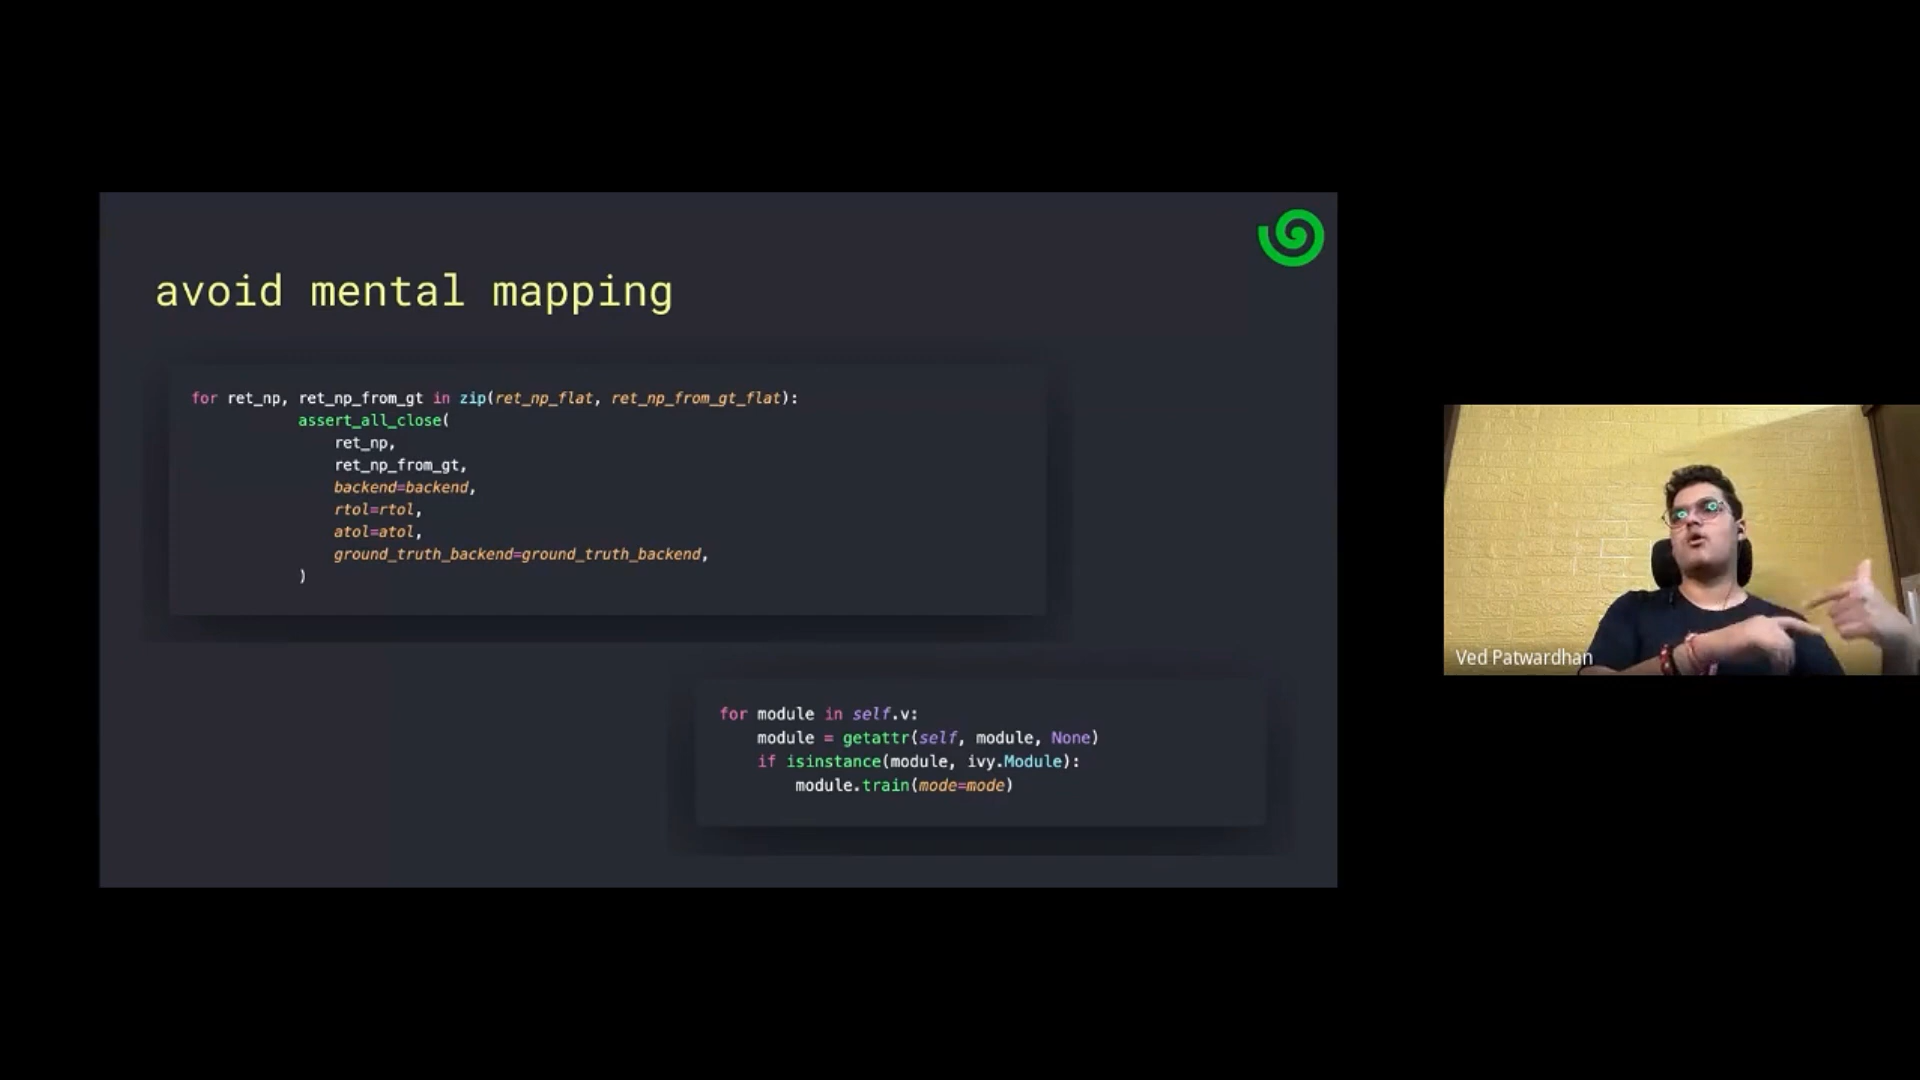 avoid mental mapping
for ret_np, ret_np_from_gt in zip(ret_np_flat, ret_np_from_gt_flat):
assert_all_close(
ret_np,
ret_np_from_gt,
backend=backend,
rtol=rtol,
atol=atol,
ground_truth_backend=ground_truth_backend,
)
for module in self.v:
module = getattr(self, module, None)
if isinstance(module, ivy.Module):
module.train(mode=mode)
Ved Patwardhan